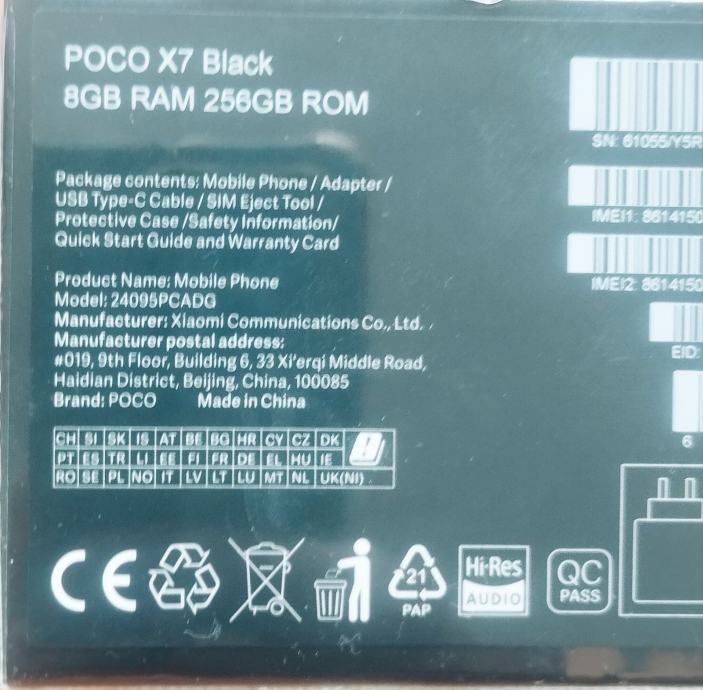 POCO X7 Black
8GB RAM 256GB ROM
SN: 61055/Y5R
Package contents: Mobile Phone / Adapter /
USB Type-C Cable / SIM Eject Tool /
Protective Case /Safety Information/
Quick Start Guide and Warranty Card
IMEI1: 8614150
IMEI2: 8614150
Product Name: Mobile Phone
Model: 24095PCADG
Manufacturer: Xiaomi Communications Co., Ltd.
Manufacturer postal address:
#019, 9th Floor, Building 6, 33 Xi'erqi Middle Road,
Haidian District, Beijing, China, 100085
Brand: POCO Made in China
EID:
6
CH SI SK IS AT BE BG HR CY CZ DK
PT ES TR LI EE FI FR DE EL HU IE
RO SE PL NO IT LV LT LU MT NL UK(NI)
CE
21
PAP
Hi-Res
AUDIO
QC
PASS